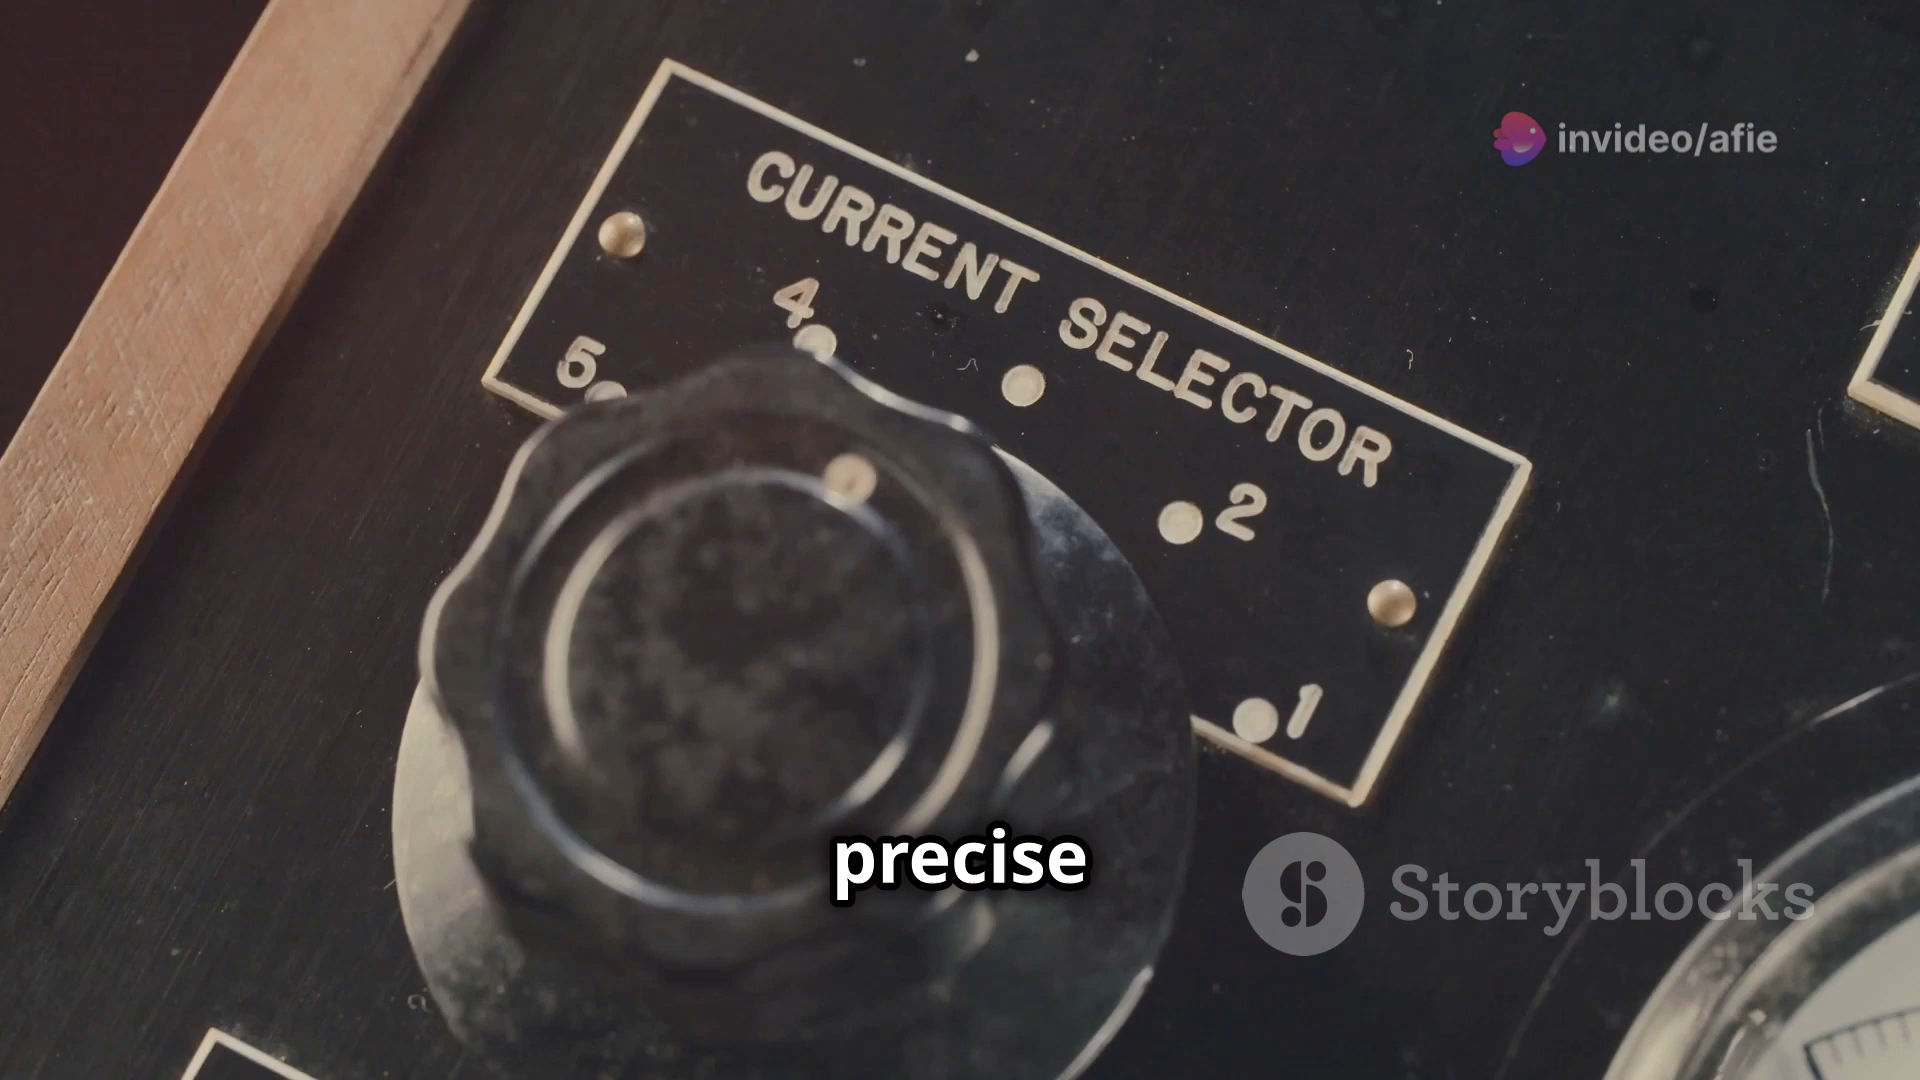 invideo/afie
CURRENT SELECTOR
4
5
2
1
precise
Storyblocks